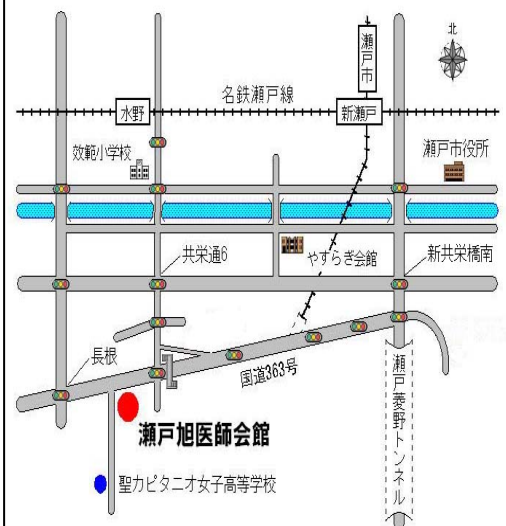 北
瀬戸市
名鉄瀬戸線
水野
新瀬戸
効範小学校
瀬戸市役所
共栄通6
やすらぎ会館
新共栄橋南
長根
国道363号
瀬戸菱野トンネル
瀬戸旭医師会館
聖カピタニオ女子高等学校